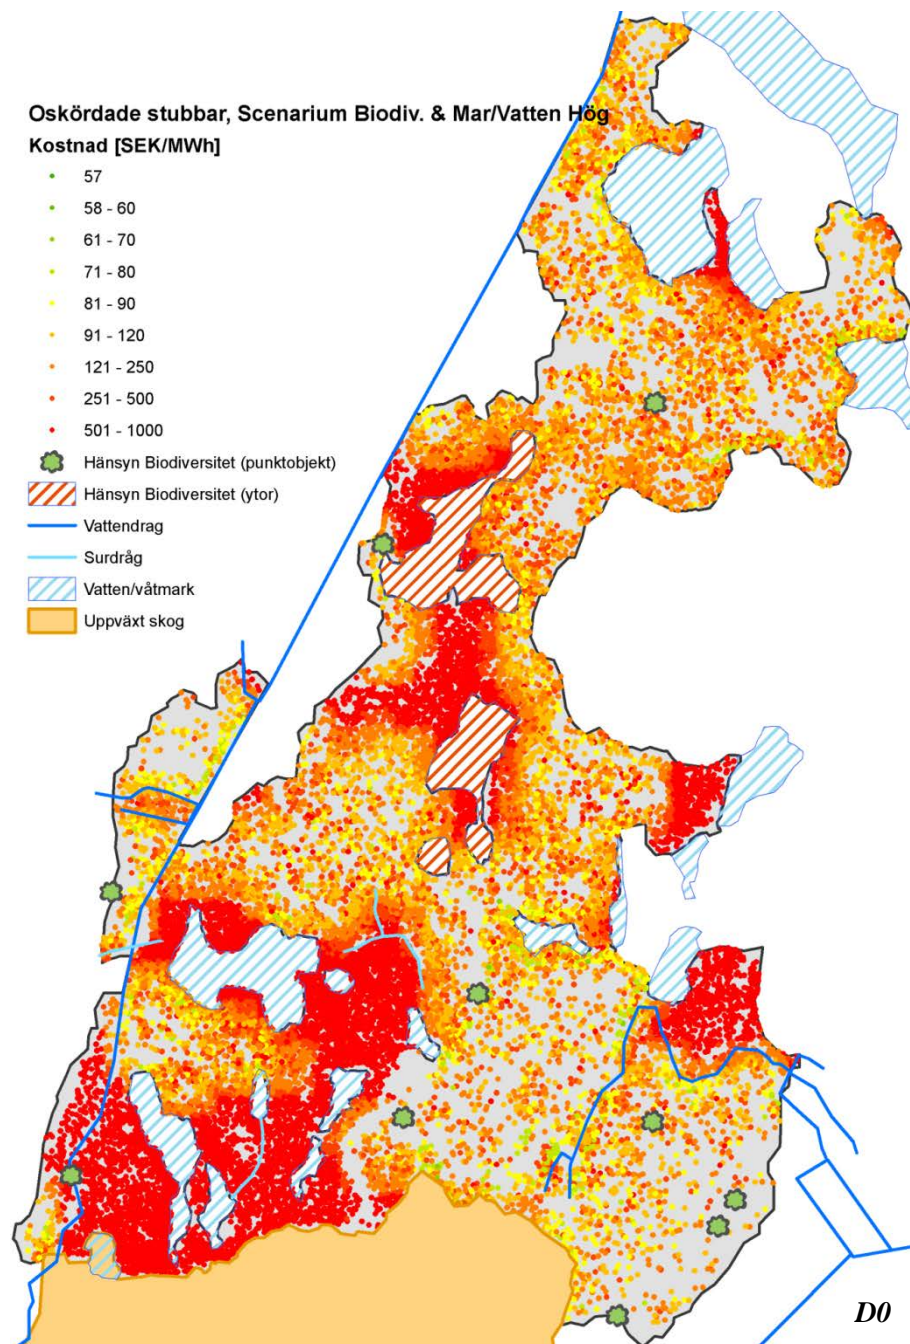 Oskördade stubbar, Scenarium Biodiv. & Mar/Vatten Hög
Kostnad [SEK/MWh]
57
58 - 60
61 - 70
71 - 80
81 - 90
91 - 120
121 - 250
251 - 500
501 - 1000
Hänsyn Biodiversitet (punktobjekt)
Hänsyn Biodiversitet (ytor)
Vattendrag
Surdråg
Vatten/våtmark
Uppväxt skog
D0